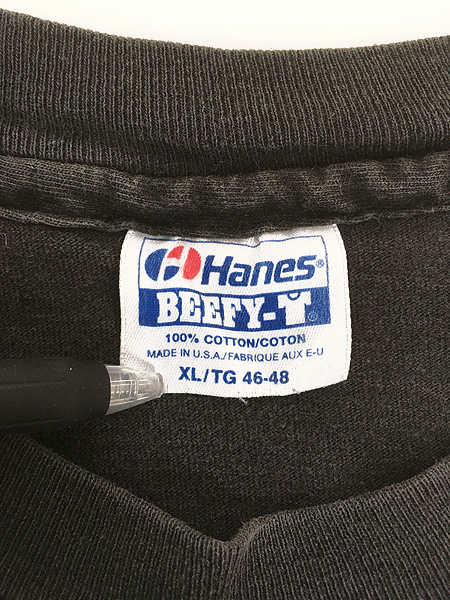 Hanes®
BEEFY-T®
100% COTTON/COTON
MADE IN U.S.A./FABRIQUE AUX E-U
XL/TG 46-48